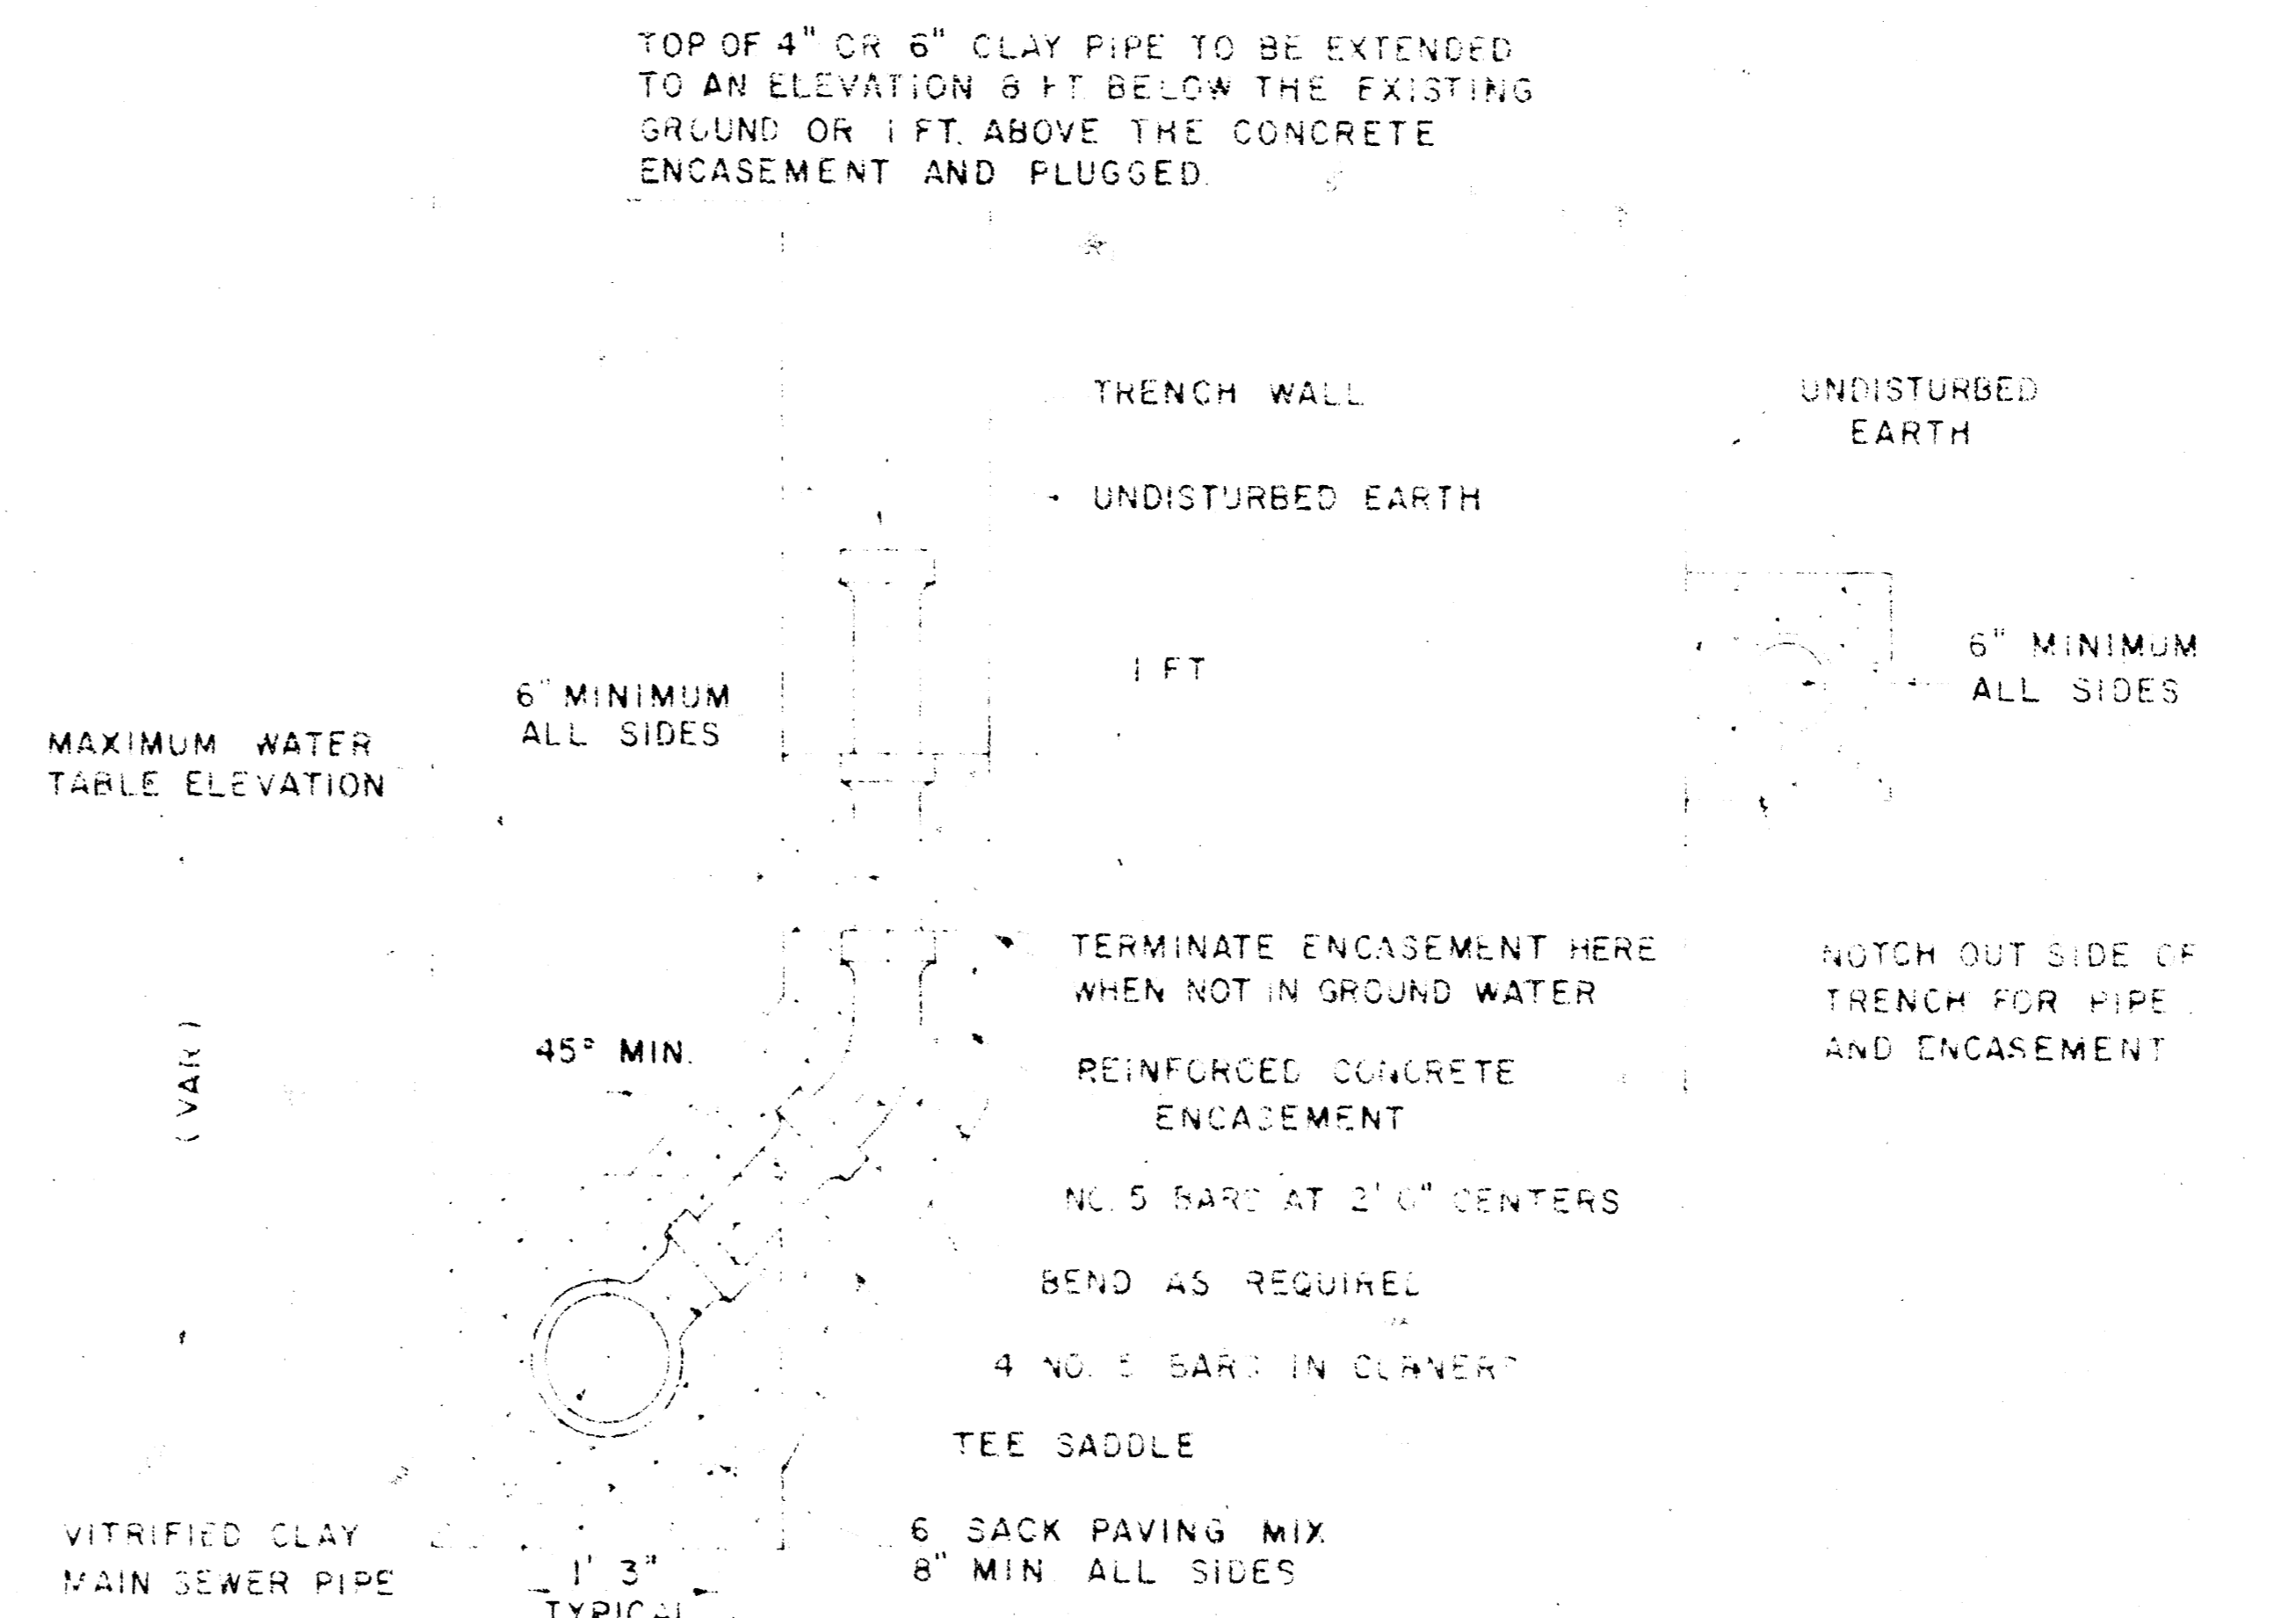 TOP OF 4" OR 6" CLAY PIPE TO BE EXTENDED
TO AN ELEVATION 8 FT. BELOW THE EXISTING
GROUND OR 1 FT. ABOVE THE CONCRETE
ENCASEMENT AND PLUGGED.
TRENCH WALL
UNDISTURBED
EARTH
UNDISTURBED EARTH
1 FT
6" MINIMUM
ALL SIDES
6" MINIMUM
ALL SIDES
MAXIMUM WATER
TABLE ELEVATION
TERMINATE ENCASEMENT HERE
WHEN NOT IN GROUND WATER
NOTCH OUT SIDE OF
TRENCH FOR PIPE
AND ENCASEMENT
(VAR)
45° MIN.
REINFORCED CONCRETE
ENCASEMENT
NO. 5 BARS AT 2' 0" CENTERS
BEND AS REQUIRED
4 NO. 5 BARS IN CORNERS
TEE SADDLE
VITRIFIED CLAY
MAIN SEWER PIPE
6 SACK PAVING MIX
8" MIN. ALL SIDES
1' 3"
TYPICAL